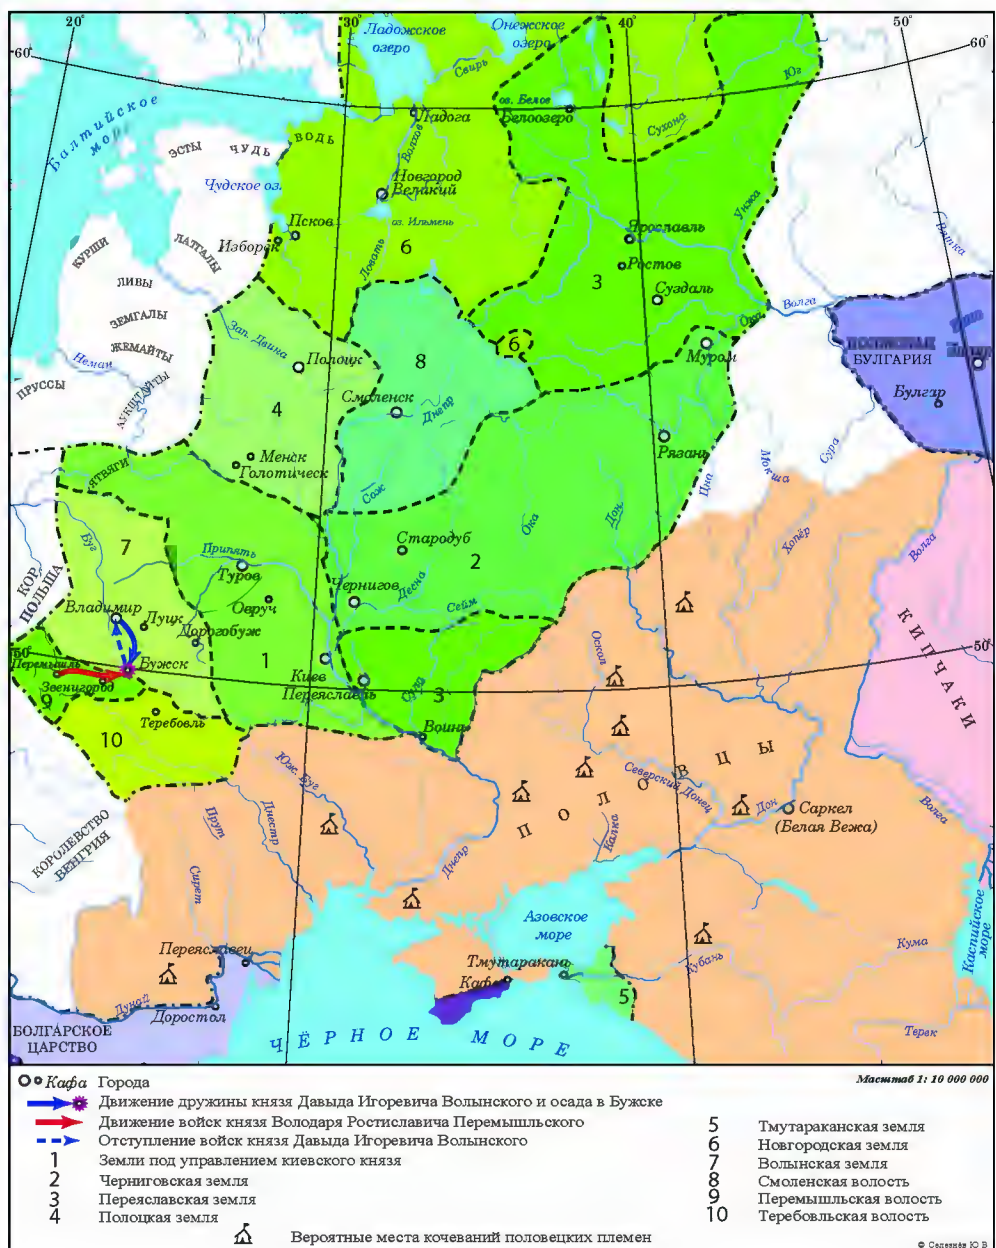 20°
30°
40°
50°
60°
60°
Ладожское
озеро
Онежское
озеро
Свирь
Юг
Балтийское
море
оз. Белое
Белоозеро
Ладога
Сухона
ВОДЬ
Волхов
ЭСТЫ
ЧУДЬ
Чудское оз.
Новгород
Великий
Унжа
Псков
оз. Ильмень
Изборск
6
Ловать
Ярославль
Вятка
КУРШИ
ЛАТГАЛЫ
3
Ростов
Суздаль
ЛИВЫ
Волга
ЗЕМГАЛЫ
Зап. Двина
Ока
ЖЕМАЙТЫ
Неман
Полоцк
8
6
Муром
БУЛГАРИЯ
ПРУССЫ
АУКШТАЙТЫ
4
Смоленск
Днепр
Булгар
Рязань
Менск
Голотическ
Сура
ЯТВЯГИ
Мокша
Цна
Сож
Ока
Дон
Хопёр
Буг
7
Припять
Стародуб
2
Волга
КОР.
ПОЛЬША
Туров
Чернигов
Десна
Овруч
Сейм
КИПЧАКИ
Владимир
Луцк
Дорогобуж
Оскол
50°
50°
Перемышль
Бужск
1
Киев
Звенигород
Переяславль
Сула
3
9
Теребовль
Воинь
10
Юж. Буг
ПОЛОВЦЫ
Северский Донец
Дон
Саркел
(Белая Вежа)
КОРОЛЕВСТВО
ВЕНГРИЯ
Прут
Днестр
Калка
Волга
Днепр
Сирет
Азовское
море
Каспийское
море
Переяславец
Тмутаракань
Кафа
Кубань
Кума
5
Дунай
Доростол
БОЛГАРСКОЕ
ЦАРСТВО
ЧЁРНОЕ МОРЕ
Терек
Кафа Города
Масштаб 1: 10 000 000
Движение дружины князя Давыда Игоревича Волынского и осада в Бужске
Движение войск князя Володаря Ростиславича Перемышльского
Отступление войск князя Давыда Игоревича Волынского
1 Земли под управлением киевского князя
2 Черниговская земля
3 Переяславская земля
4 Полоцкая земля
5 Тмутараканская земля
6 Новгородская земля
7 Волынская земля
8 Смоленская волость
9 Перемышльская волость
10 Теребовльская волость
Вероятные места кочеваний половецких племен
© Селезнёв Ю В